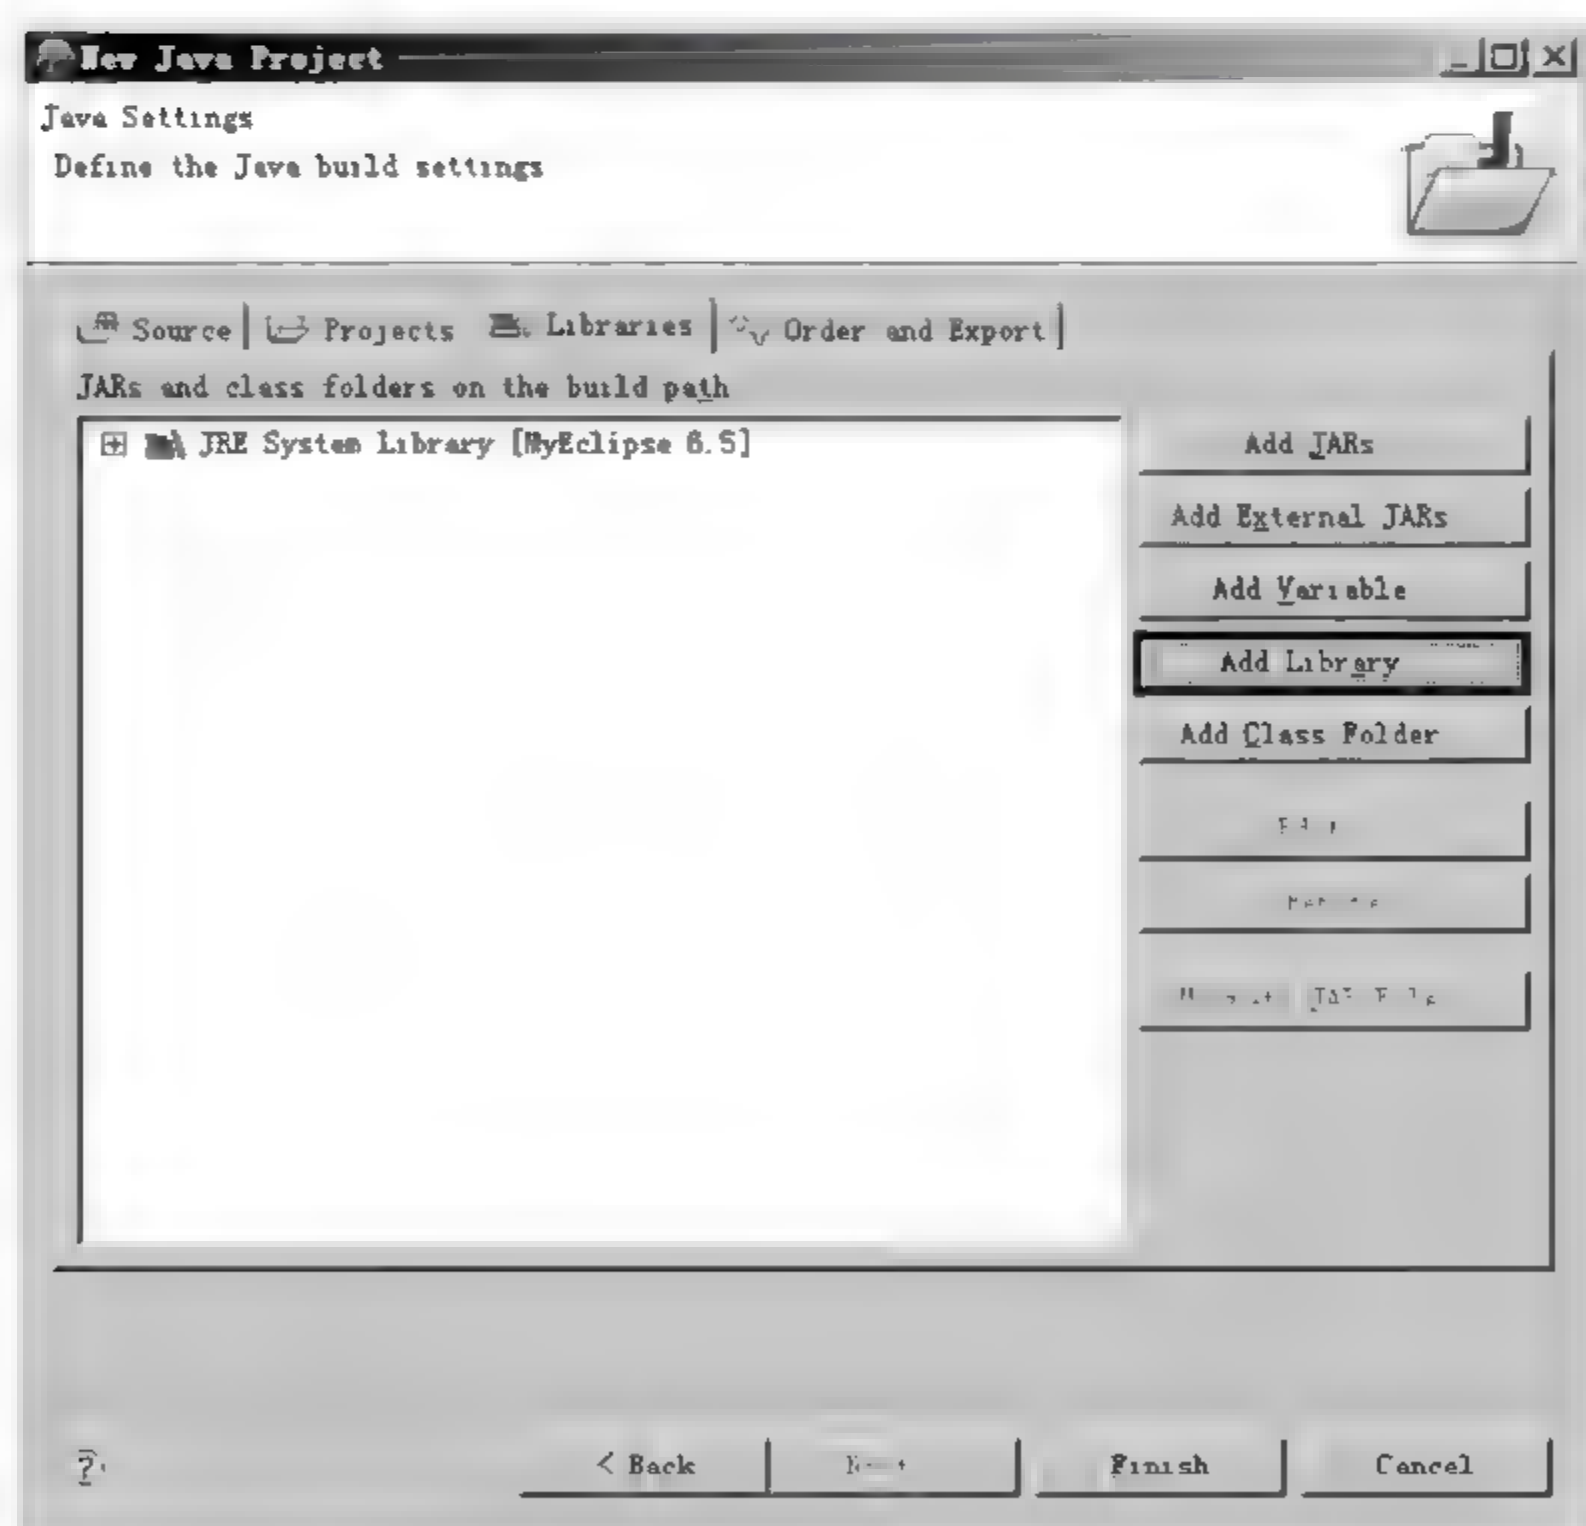 New Java Project
Java Settings
Define the Java build settings
Source Projects Libraries Order and Export
JARs and class folders on the build path
JRE System Library [MyEclipse 6.5]
Add JARs
Add External JARs
Add Variable
Add Library
Add Class Folder
?
< Back Finish Cancel